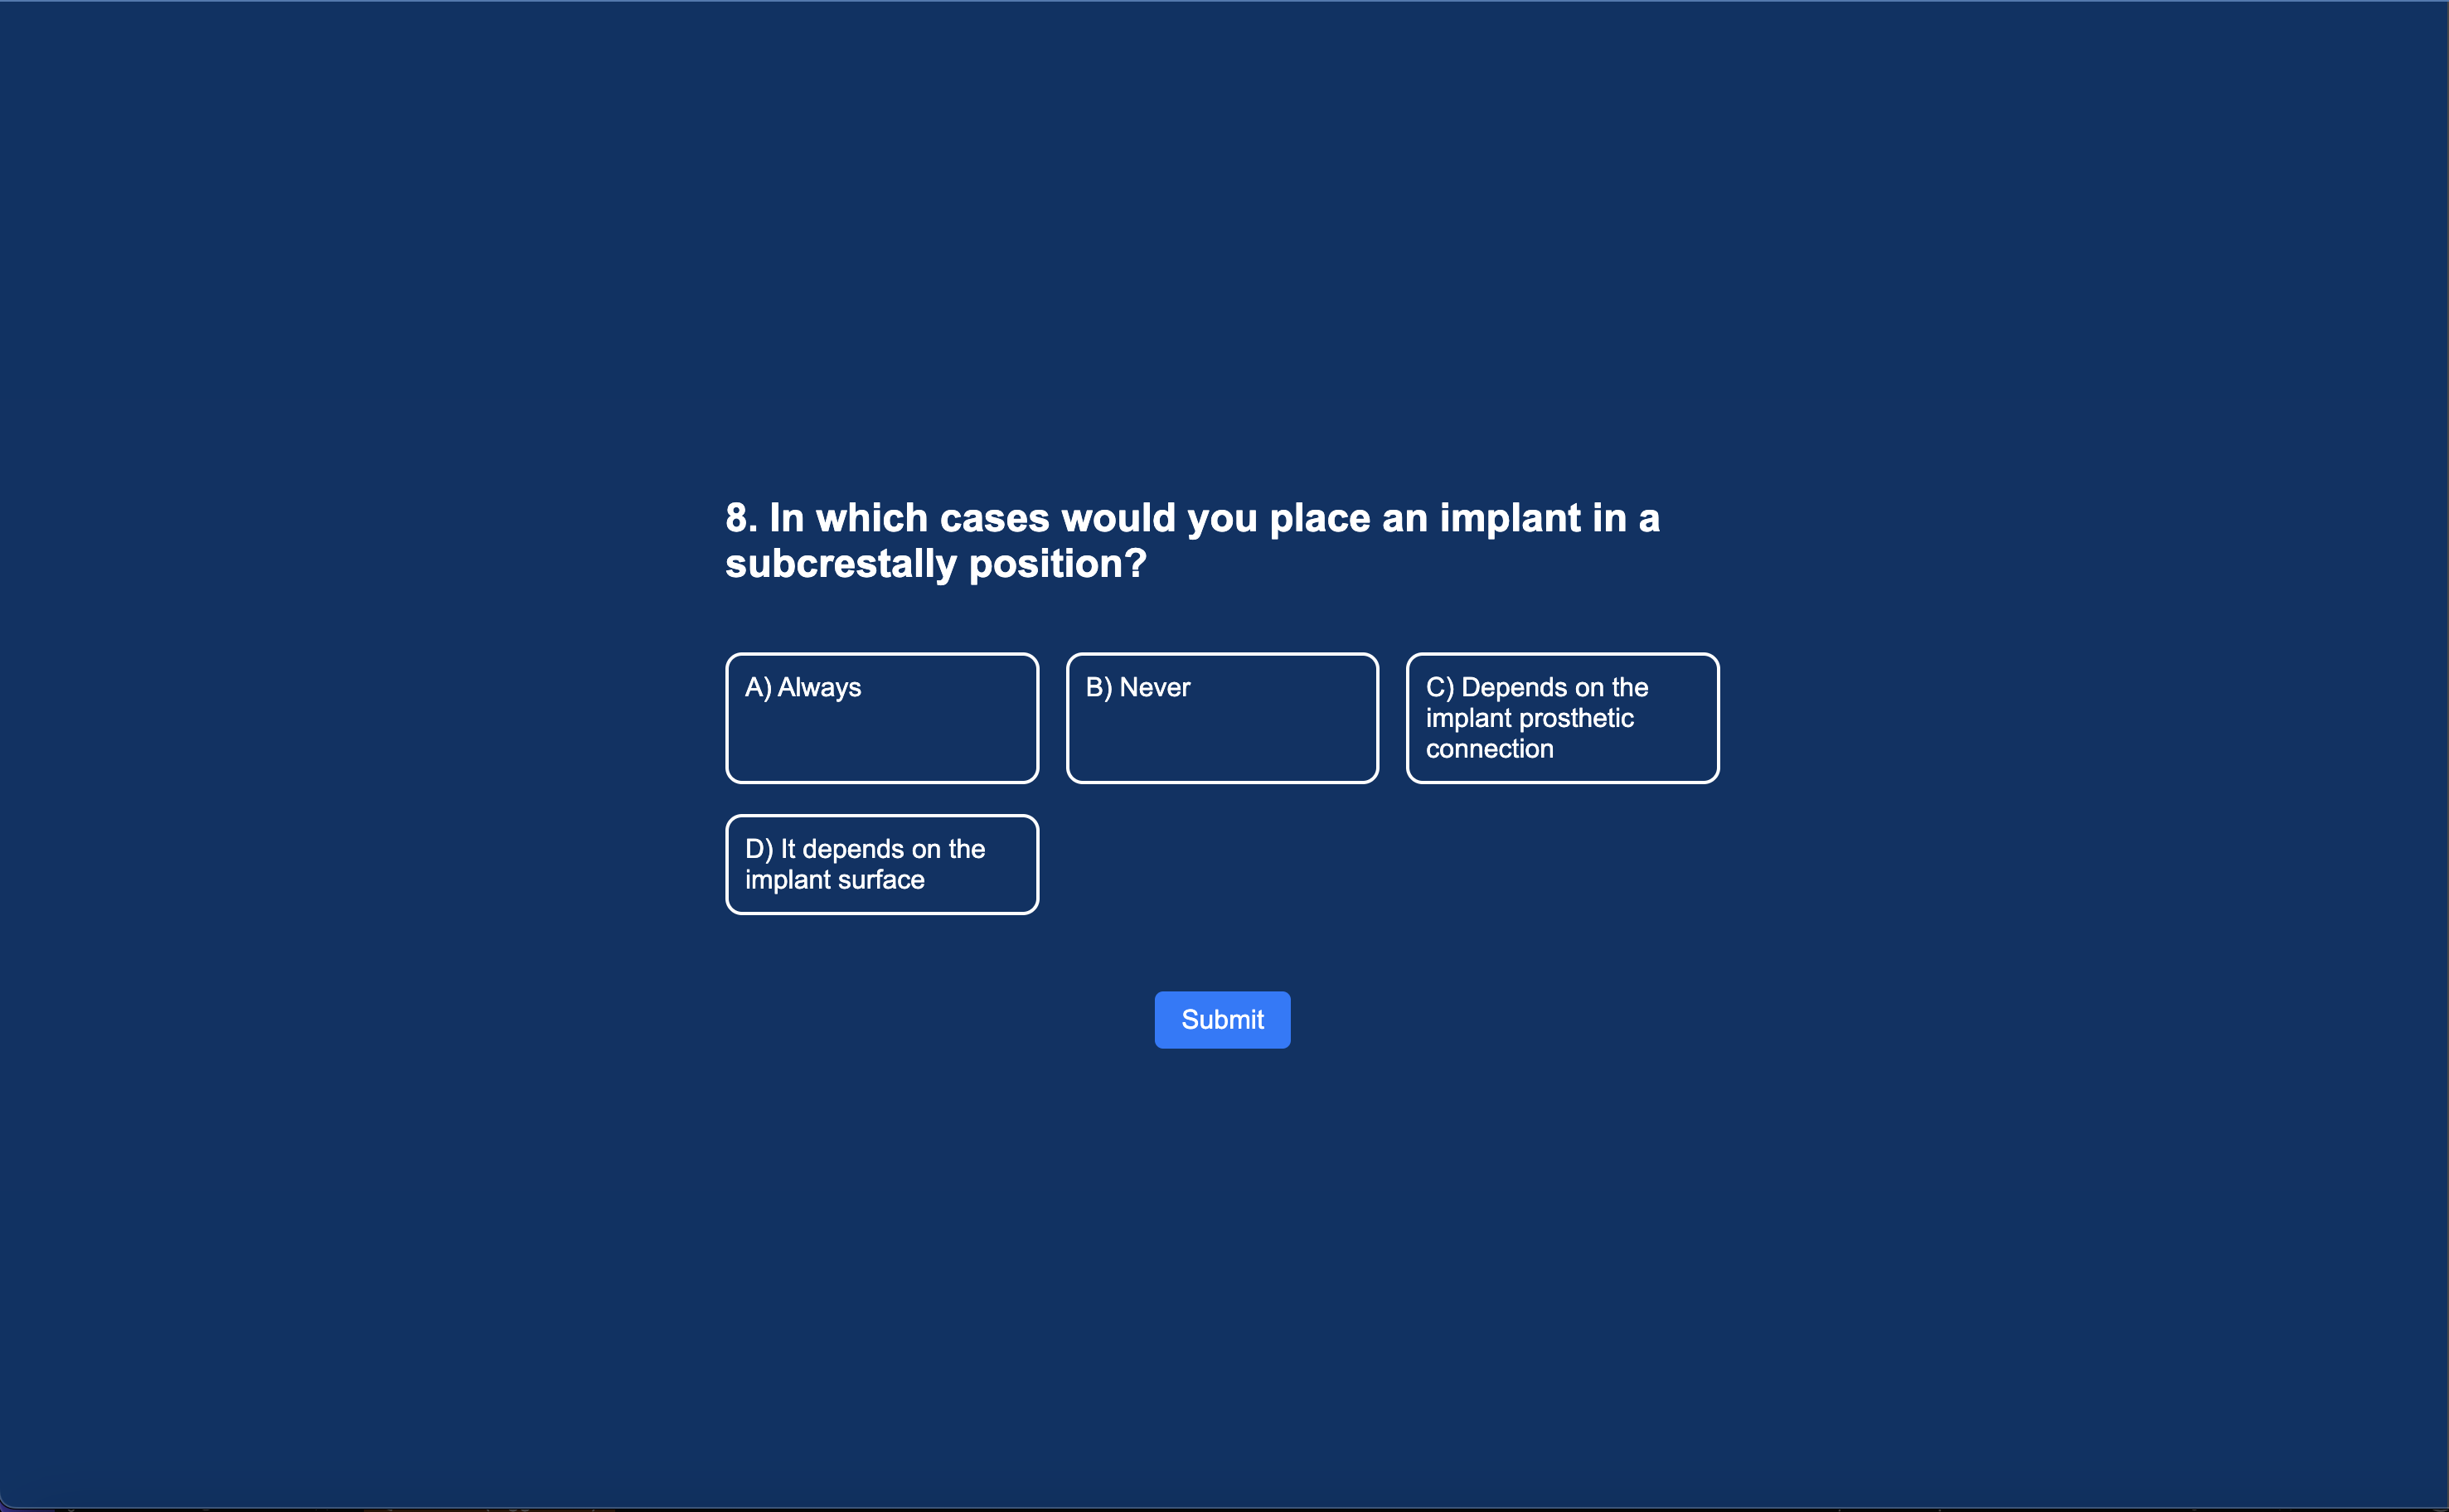 8. In which cases would you place an implant in a
subcrestally position?
A) Always
B) Never
C) Depends on the
implant prosthetic
connection
D) It depends on the
implant surface
Submit